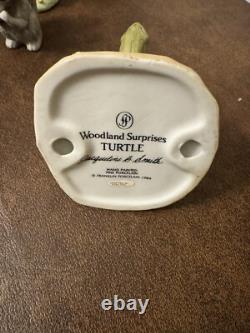 Woodland Surprises
TURTLE
Jacqueline B. Smith
HAND PAINTED
FINE PORCELAIN
© FRANKLIN PORCELAIN 1984